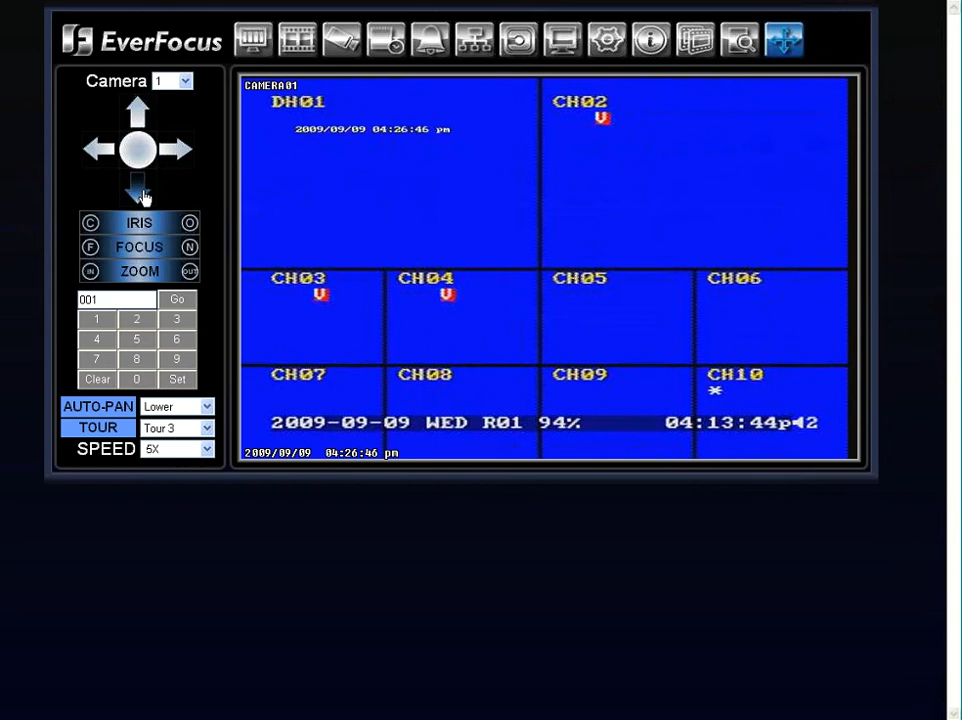 EverFocus
Camera 1
CAMERA01
DH01
CH02
2009/09/09 04:26:46 pm
V
C IRIS O
F FOCUS N
IN ZOOM OUT
CH03
CH04
CH05
CH06
V
V
001 Go
1 2 3
4 5 6
7 8 9
Clear 0 Set
CH07
CH08
CH09
CH10
*
AUTO-PAN Lower
TOUR Tour 3
SPEED 5X
2009-09-09 WED R01 94% 04:13:44p 2
2009/09/09 04:26:46 pm